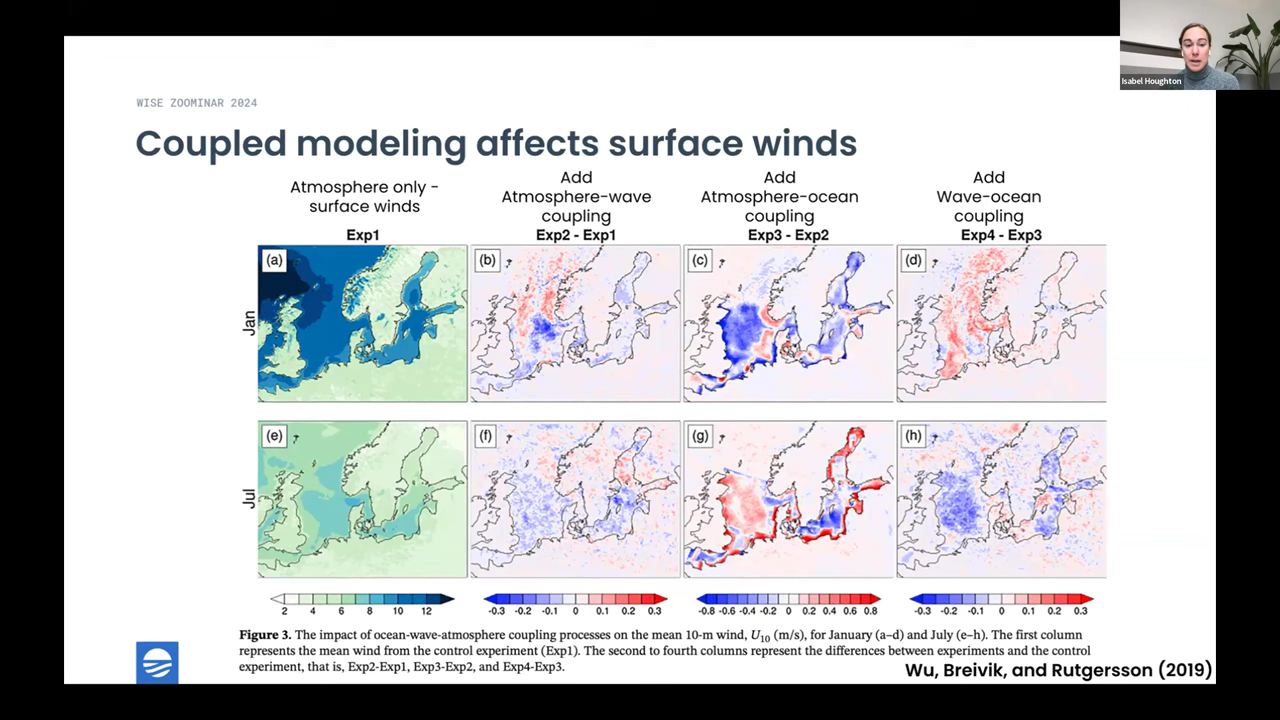 Isabel Houghton
WISE ZOOMINAR 2024
Coupled modeling affects surface winds
Atmosphere only -
surface winds
Add
Atmosphere-wave
coupling
Add
Atmosphere-ocean
coupling
Add
Wave-ocean
coupling
Exp1
Exp2 - Exp1
Exp3 - Exp2
Exp4 - Exp3
Jan
(a)
(b)
(c)
(d)
Jul
(e)
(f)
(g)
(h)
2 4 6 8 10 12
-0.3 -0.2 -0.1 0 0.1 0.2 0.3
-0.8 -0.6 -0.4 -0.2 0 0.2 0.4 0.6 0.8
-0.3 -0.2 -0.1 0 0.1 0.2 0.3
Figure 3. The impact of ocean-wave-atmosphere coupling processes on the mean 10-m wind, U10 (m/s), for January (a–d) and July (e–h). The first column
represents the mean wind from the control experiment (Exp1). The second to fourth columns represent the differences between experiments and the control
experiment, that is, Exp2-Exp1, Exp3-Exp2, and Exp4-Exp3.
Wu, Breivik, and Rutgersson (2019)